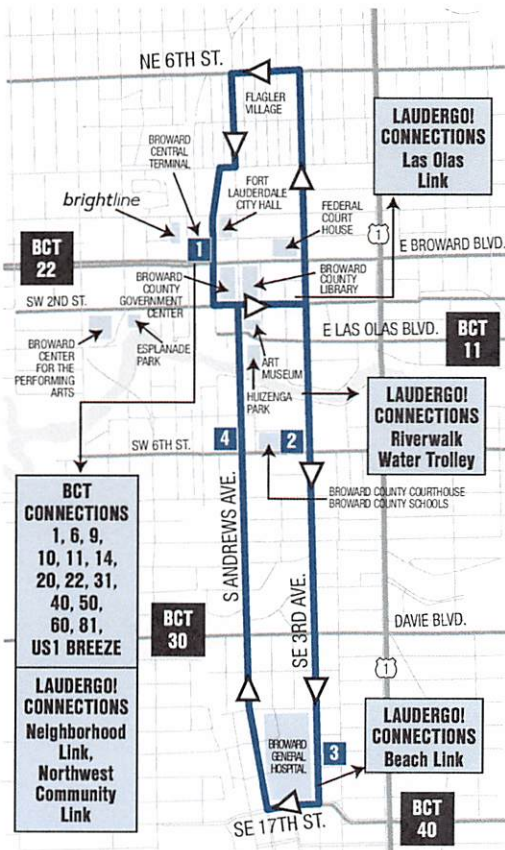 NE 6TH ST.
FLAGLER
VILLAGE
LAUDERGO!
CONNECTIONS
Las Olas
Link
BROWARD
CENTRAL
TERMINAL
brightline
FORT
LAUDERDALE
CITY HALL
FEDERAL
COURT
HOUSE
1
1
E BROWARD BLVD.
BCT
22
BROWARD
COUNTY
GOVERNMENT
CENTER
BROWARD
COUNTY
LIBRARY
SW 2ND ST.
E LAS OLAS BLVD.
BCT
11
BROWARD
CENTER
FOR THE
PERFORMING
ARTS
ESPLANADE
PARK
ART
MUSEUM
HUIZENGA
PARK
LAUDERGO!
CONNECTIONS
Riverwalk
Water Trolley
4
2
SW 6TH ST.
BROWARD COUNTY COURTHOUSE
BROWARD COUNTY SCHOOLS
S ANDREWS AVE.
SE 3RD AVE.
BCT
CONNECTIONS
1, 6, 9,
10, 11, 14,
20, 22, 31,
40, 50,
60, 81,
US1 BREEZE
LAUDERGO!
CONNECTIONS
Neighborhood
Link,
Northwest
Community
Link
BCT
30
DAVIE BLVD.
1
LAUDERGO!
CONNECTIONS
Beach Link
BROWARD
GENERAL
HOSPITAL
3
SE 17TH ST.
BCT
40